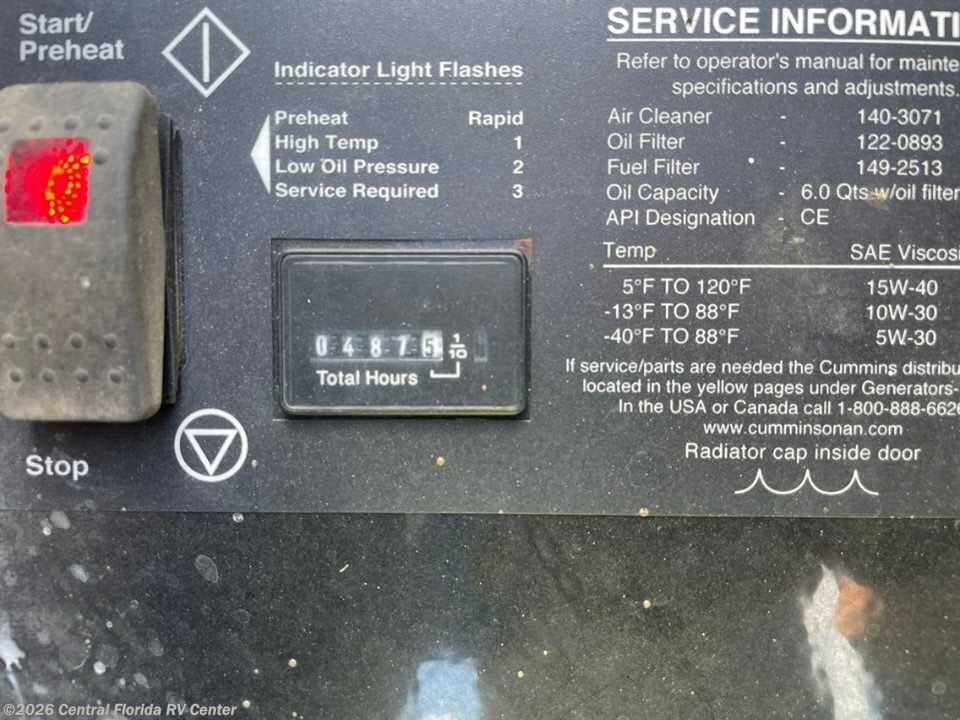 Start/
Preheat
Indicator Light Flashes
Preheat Rapid
High Temp 1
Low Oil Pressure 2
Service Required 3
0 4 8 7 5 1/10
Total Hours
Stop
SERVICE INFORMATI
Refer to operator's manual for mainte
specifications and adjustments.
Air Cleaner - 140-3071
Oil Filter - 122-0893
Fuel Filter - 149-2513
Oil Capacity - 6.0 Qts w/oil filter
API Designation - CE
Temp SAE Viscosi
5°F TO 120°F 15W-40
-13°F TO 88°F 10W-30
-40°F TO 88°F 5W-30
If service/parts are needed the Cummins distribu
located in the yellow pages under Generators-
In the USA or Canada call 1-800-888-6626
www.cumminsonan.com
Radiator cap inside door
©2026 Central Florida RV Center